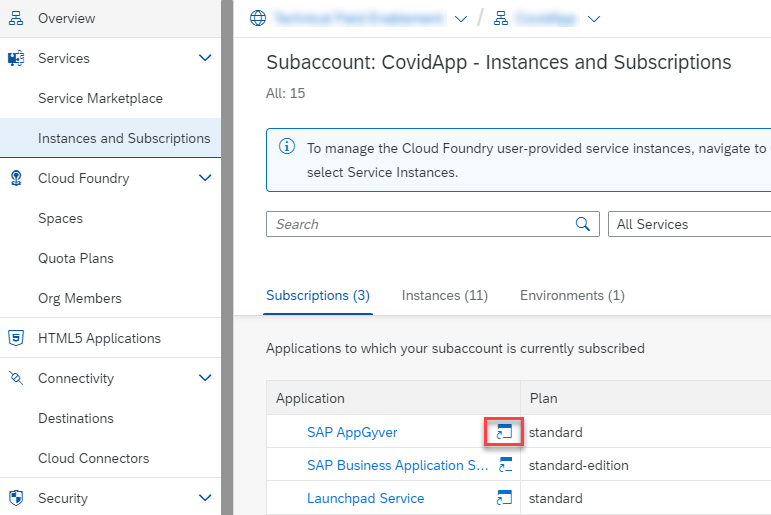 Overview
Services
Service Marketplace
Instances and Subscriptions
Cloud Foundry
Spaces
Quota Plans
Org Members
HTML5 Applications
Connectivity
Destinations
Cloud Connectors
Security
/
Subaccount: CovidApp - Instances and Subscriptions
All: 15
To manage the Cloud Foundry user-provided service instances, navigate to
select Service Instances.
Search
All Services
Subscriptions (3)
Instances (11)
Environments (1)
Applications to which your subaccount is currently subscribed
Application
Plan
SAP AppGyver
standard
SAP Business Application S...
standard-edition
Launchpad Service
standard